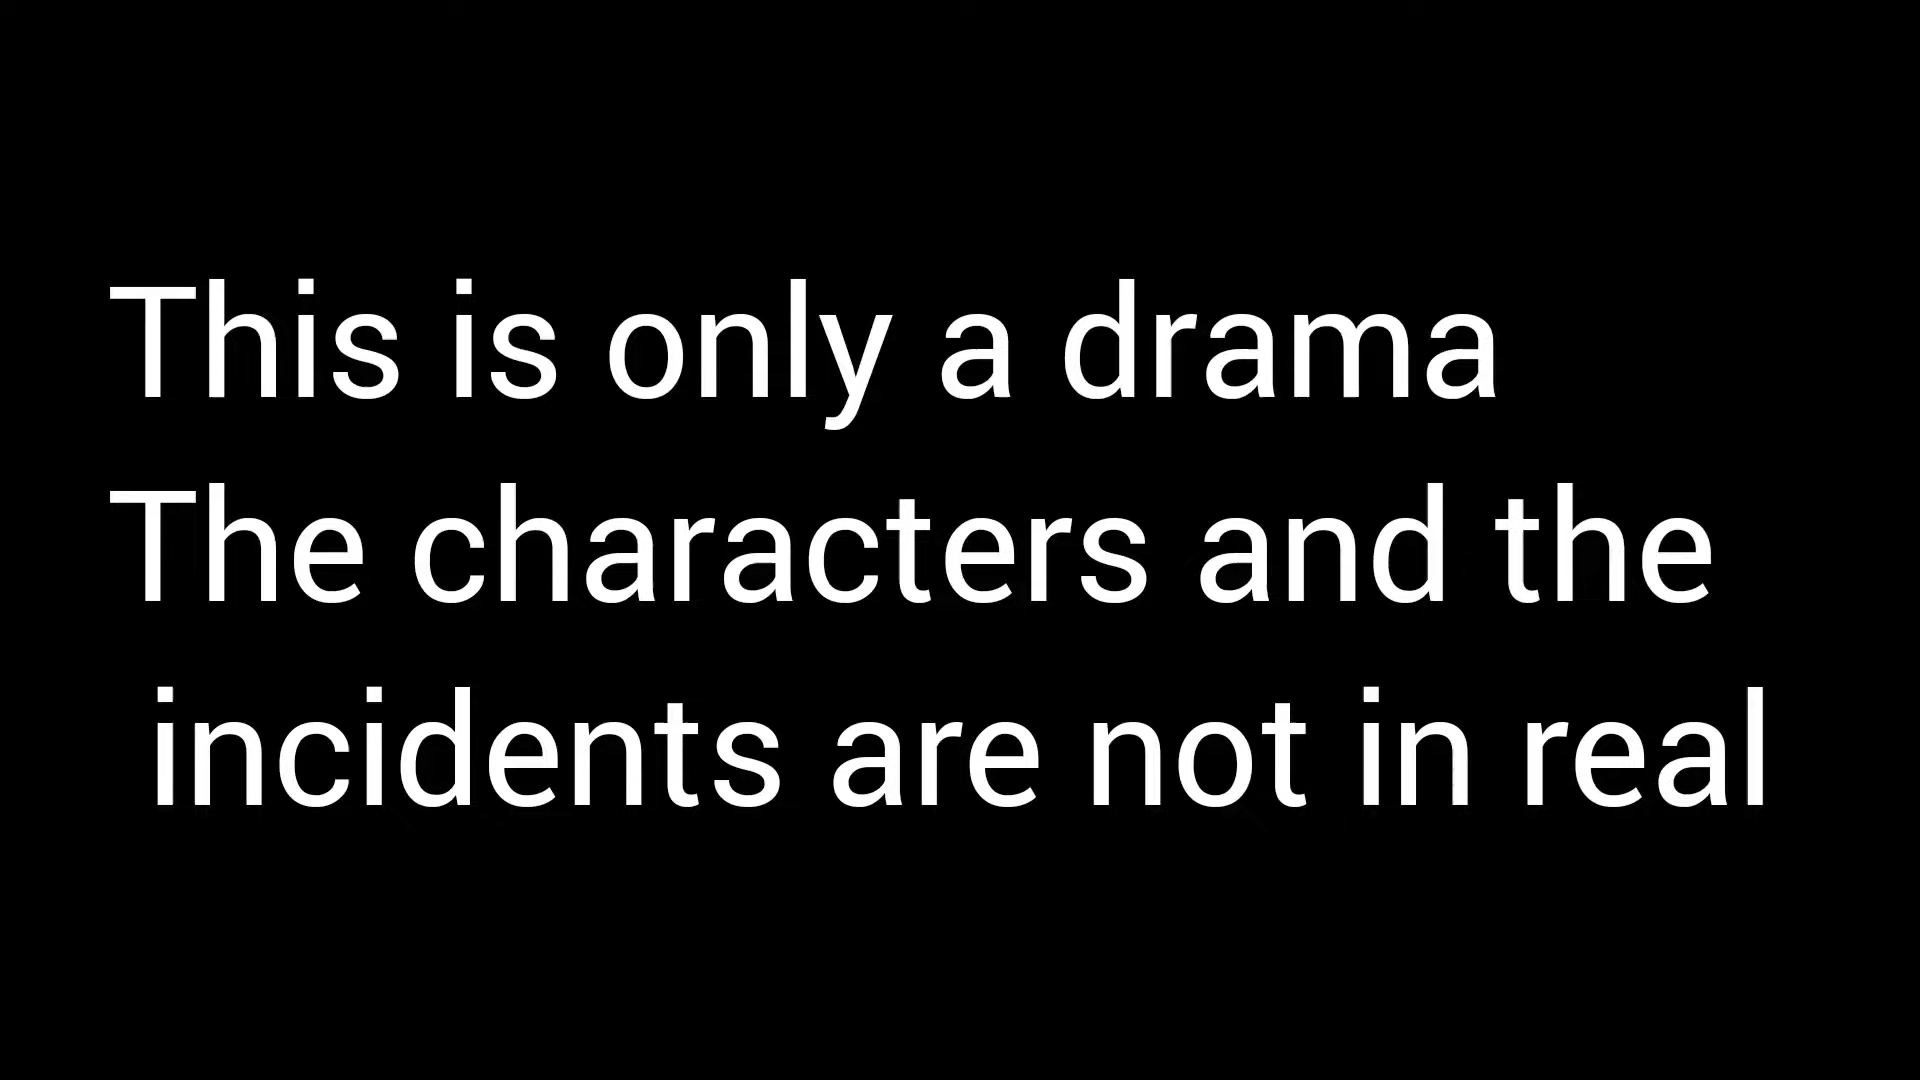 This is only a drama
The characters and the
incidents are not in real